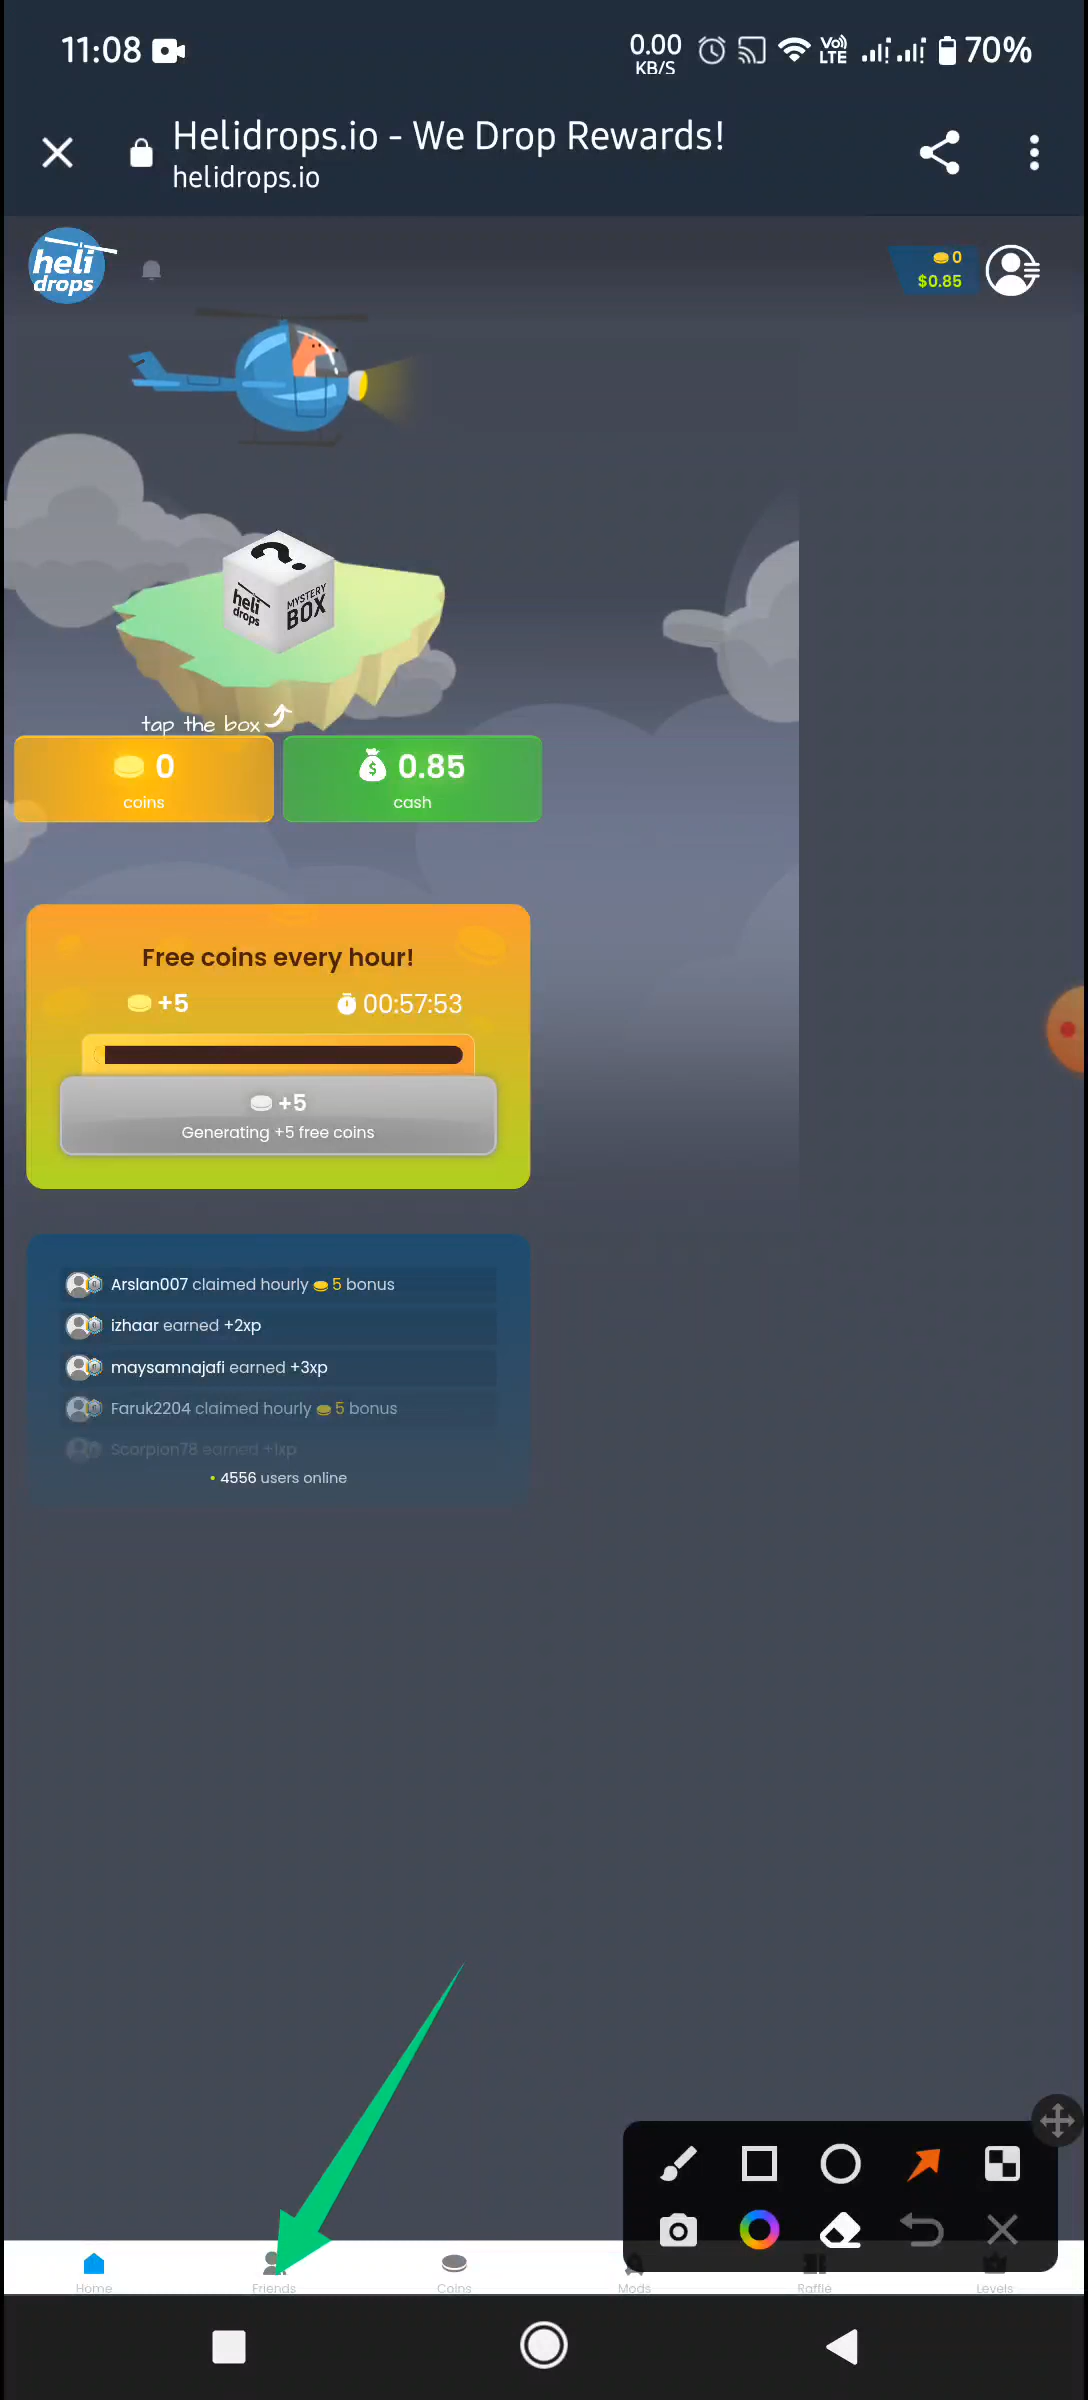 11:08
0.00
KB/S
Vo))
LTE
70%
Helidrops.io - We Drop Rewards!
helidrops.io
heli
drops
0
$0.85
?
heli
drops
MYSTERY
BOX
tap the box
0
coins
$ 0.85
cash
Free coins every hour!
+5
00:57:53
+5
Generating +5 free coins
Arslan007 claimed hourly 5 bonus
izhaar earned +2xp
maysamnajafi earned +3xp
Faruk2204 claimed hourly 5 bonus
Scorpion78 earned +1xp
• 4556 users online
Home
Friends
Coins
Mods
Raffle
Levels